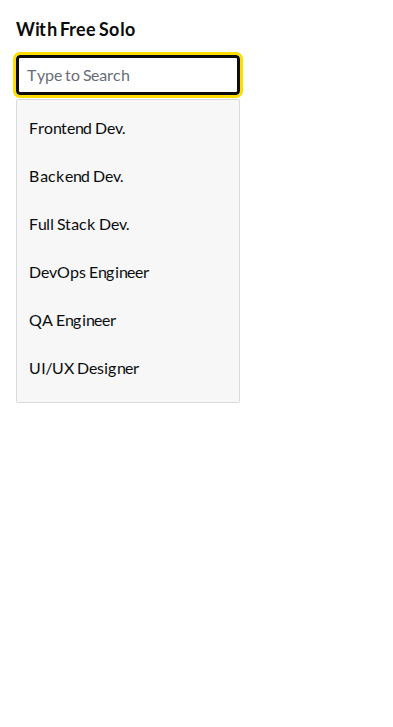 With Free Solo
Type to Search
Frontend Dev.
Backend Dev.
Full Stack Dev.
DevOps Engineer
QA Engineer
UI/UX Designer